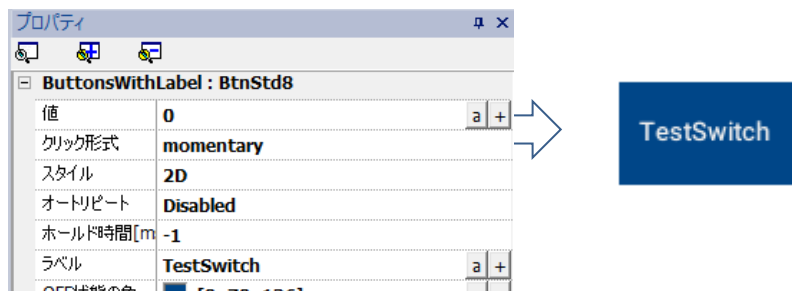 プロパティ
ButtonsWithLabel : BtnStd8
値 0 a +
クリック形式 momentary
スタイル 2D
オートリピート Disabled
ホールド時間[m -1
ラベル TestSwitch a +
TestSwitch